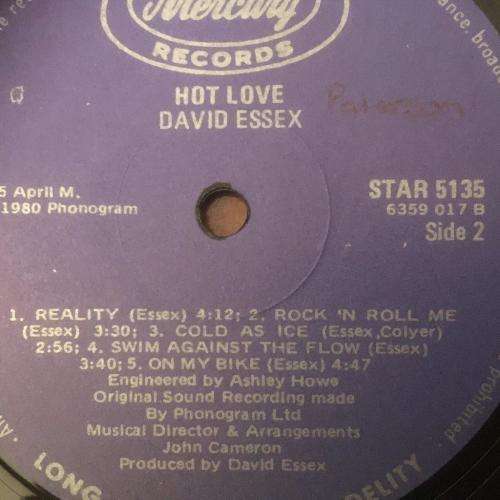 Mercury
RECORDS
HOT LOVE
DAVID ESSEX
5 April M.
1980 Phonogram
STAR 5135
6359 017 B
Side 2
1. REALITY (Essex) 4:12; 2. ROCK 'N ROLL ME
(Essex) 3:30; 3. COLD AS ICE (Essex,Colyer)
2:56; 4. SWIM AGAINST THE FLOW (Essex)
3:40; 5. ON MY BIKE (Essex) 4:47
Engineered by Ashley Howe
Original Sound Recording made
By Phonogram Ltd
Musical Director & Arrangements
John Cameron
Produced by David Essex
LONG
prohibited